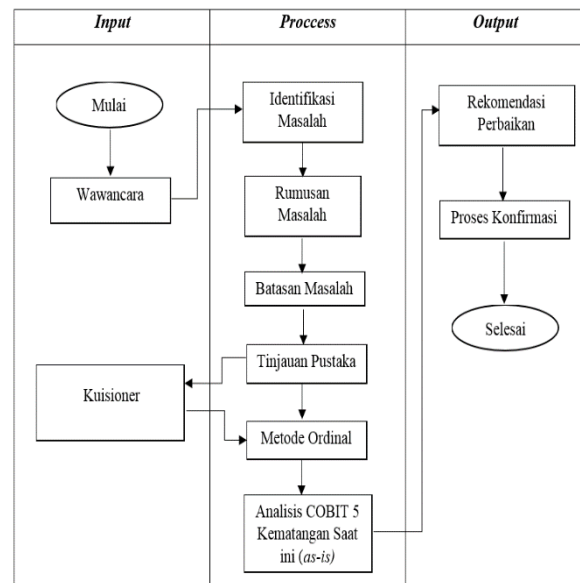 Input
Proccess
Output
Mulai
Wawancara
Kuisioner
Identifikasi
Masalah
Rumusan
Masalah
Batasan Masalah
Tinjauan Pustaka
Metode Ordinal
Analisis COBIT 5
Kematangan Saat
ini (as-is)
Rekomendasi
Perbaikan
Proses Konfirmasi
Selesai